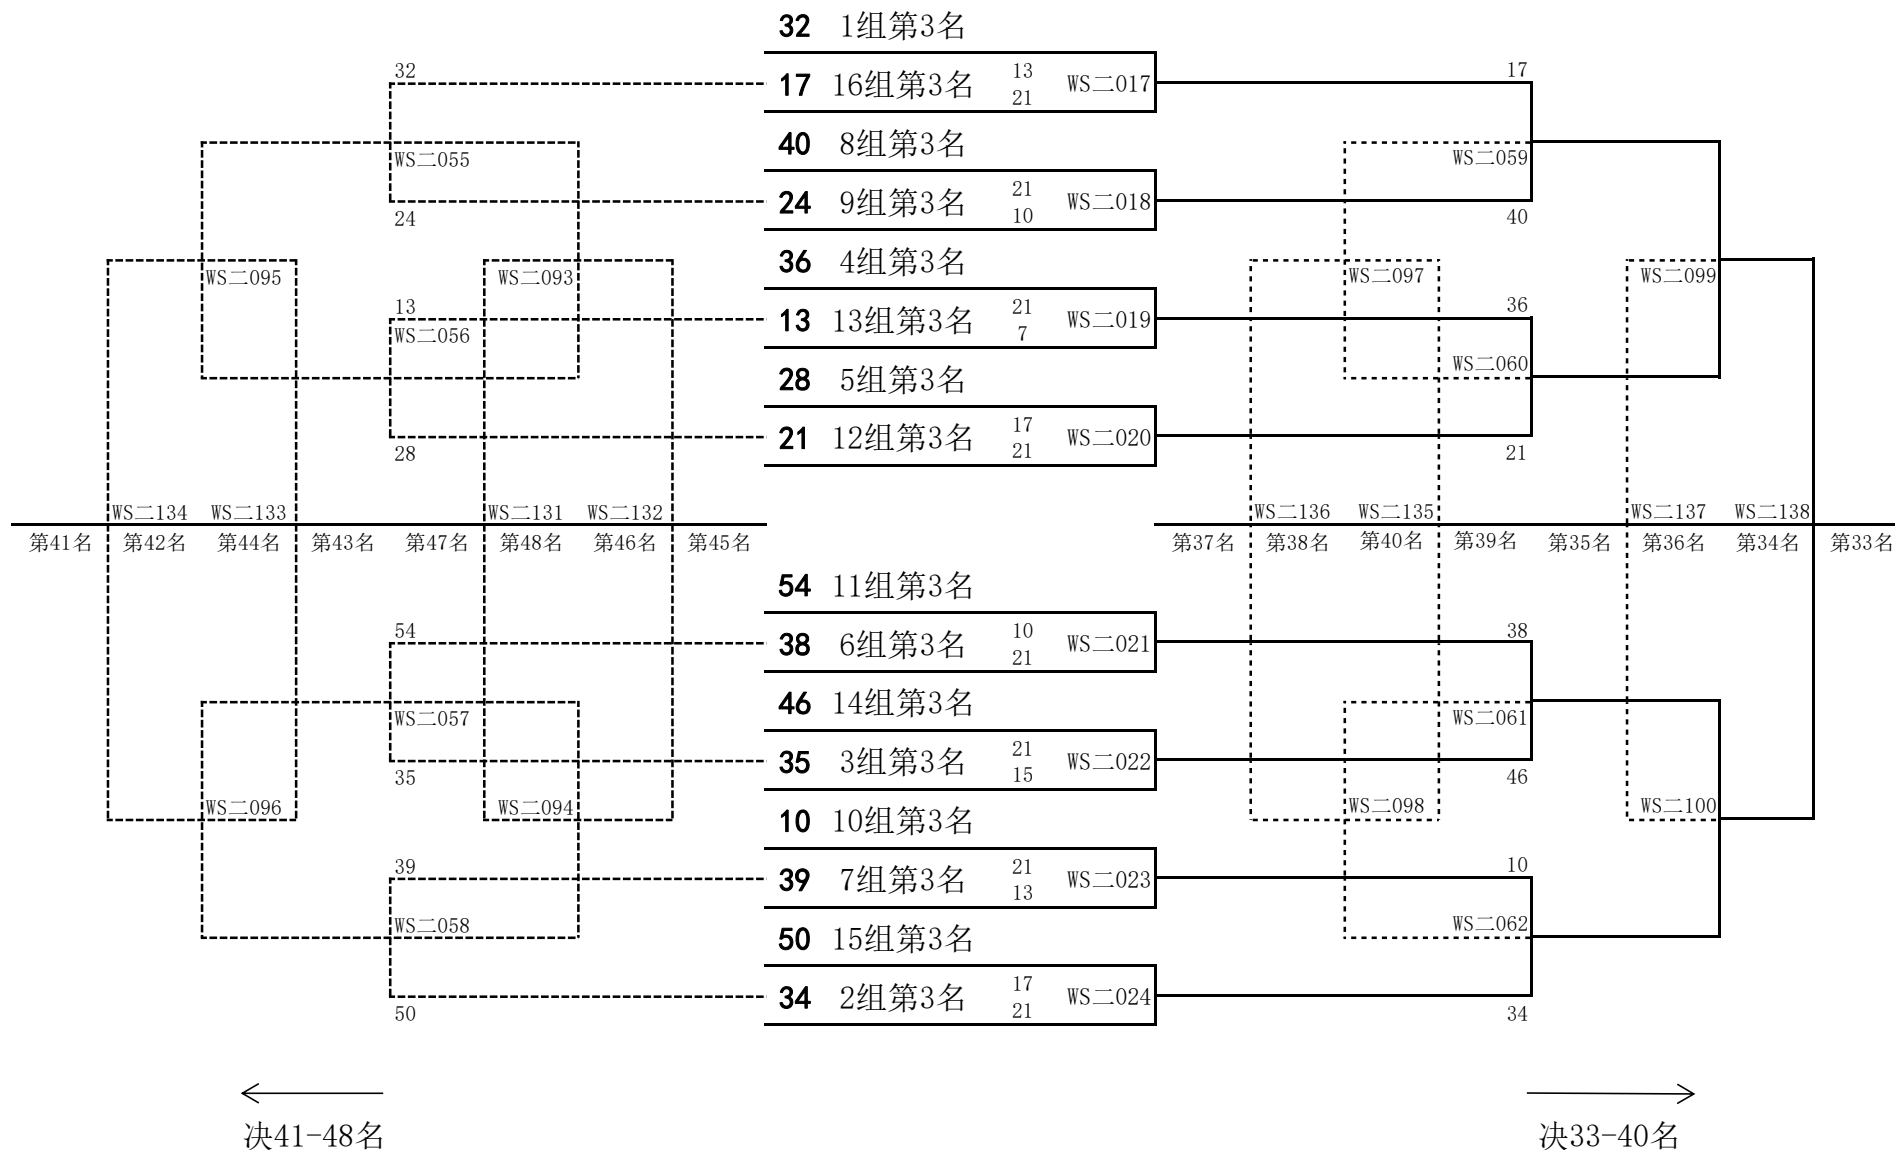 32 1组第3名
32 17 16组第3名 13 WS二017 17
21
40 8组第3名
WS二055 WS二059
24 9组第3名 21 WS二018
24 10 40
36 4组第3名
WS二095 WS二093 WS二097 WS二099
13 13 13组第3名 21 WS二019 36
WS二056 7
28 5组第3名 WS二060
21 12组第3名 17 WS二020
28 21 21
WS二134 WS二133 WS二131 WS二132 WS二136 WS二135 WS二137 WS二138
第41名 第42名 第44名 第43名 第47名 第48名 第46名 第45名 第37名 第38名 第40名 第39名 第35名 第36名 第34名 第33名
54 11组第3名
54 38 6组第3名 10 WS二021 38
21
46 14组第3名
WS二057 WS二061
35 3组第3名 21 WS二022
35 15 46
10 10组第3名
WS二096 WS二094 WS二098 WS二100
39 39 7组第3名 21 WS二023 10
13
50 15组第3名
WS二058 WS二062
34 2组第3名 17 WS二024
50 21 34
决41-48名 决33-40名